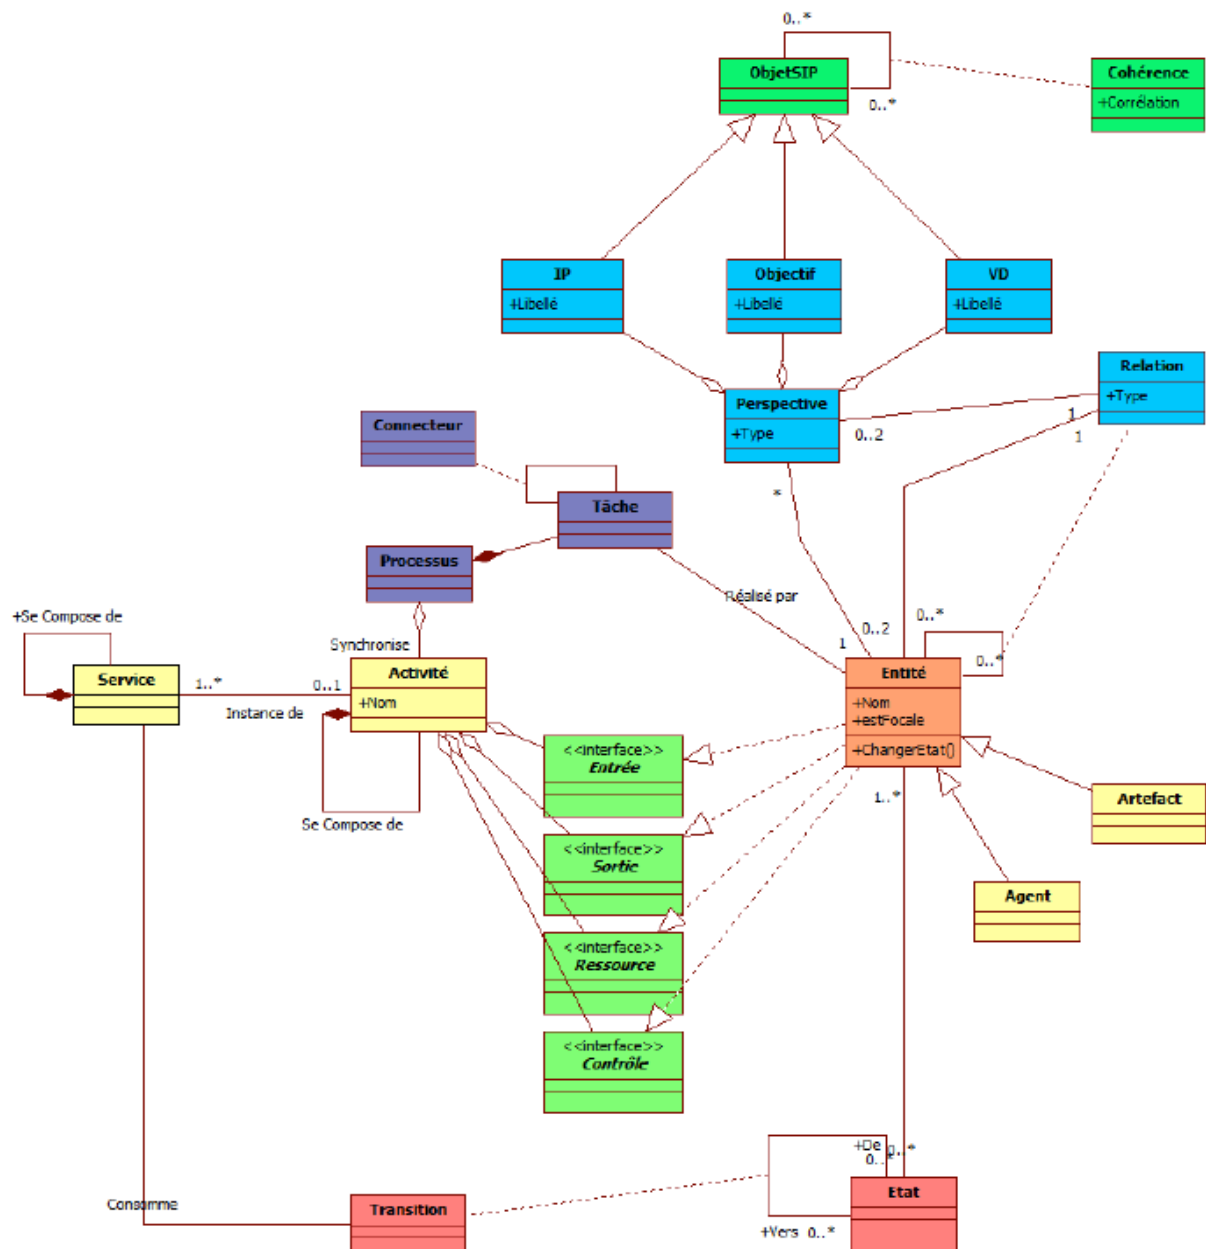 0..*
ObjetSIP
0..*
Cohérence
+Corrélation
IP
+Libellé
Objectif
+Libellé
VD
+Libellé
Relation
+Type
Perspective
+Type
1
0..2
1
Connecteur
*
Tâche
Processus
Réalisé par
0..2
0..*
+Se Compose de
Synchronise
1
0..*
Service
1..*
0..1
Instance de
Activité
+Nom
Entité
+Nom
+estFocale
+ChangerEtat()
<<interface>>
Entrée
1..*
Artefact
Se Compose de
<<interface>>
Sortie
Agent
<<interface>>
Ressource
<<interface>>
Contrôle
+De
0..*
0..*
Etat
Consomme
Transition
+Vers
0..*